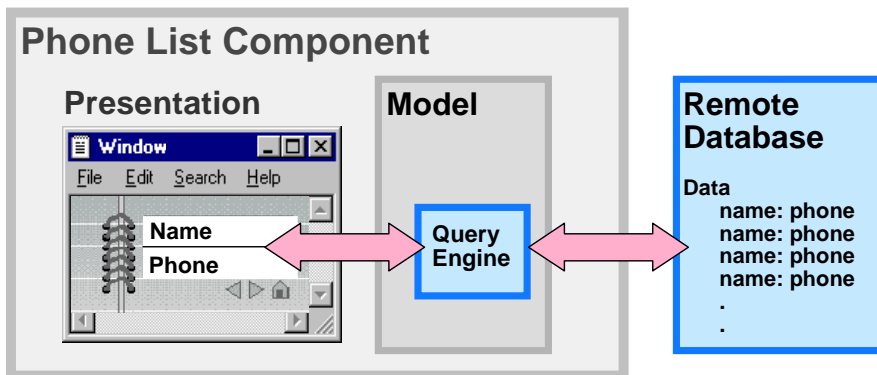 Phone List Component
Presentation
Window
File Edit Search Help
Name
Phone
Model
Query
Engine
Remote
Database
Data
name: phone
name: phone
name: phone
name: phone
.
.